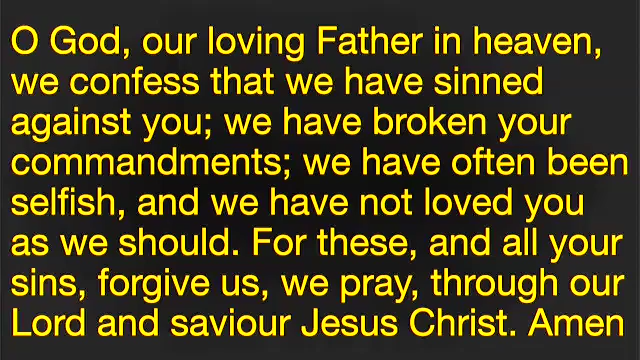 O God, our loving Father in heaven,
we confess that we have sinned
against you; we have broken your
commandments; we have often been
selfish, and we have not loved you
as we should. For these, and all your
sins, forgive us, we pray, through our
Lord and saviour Jesus Christ. Amen